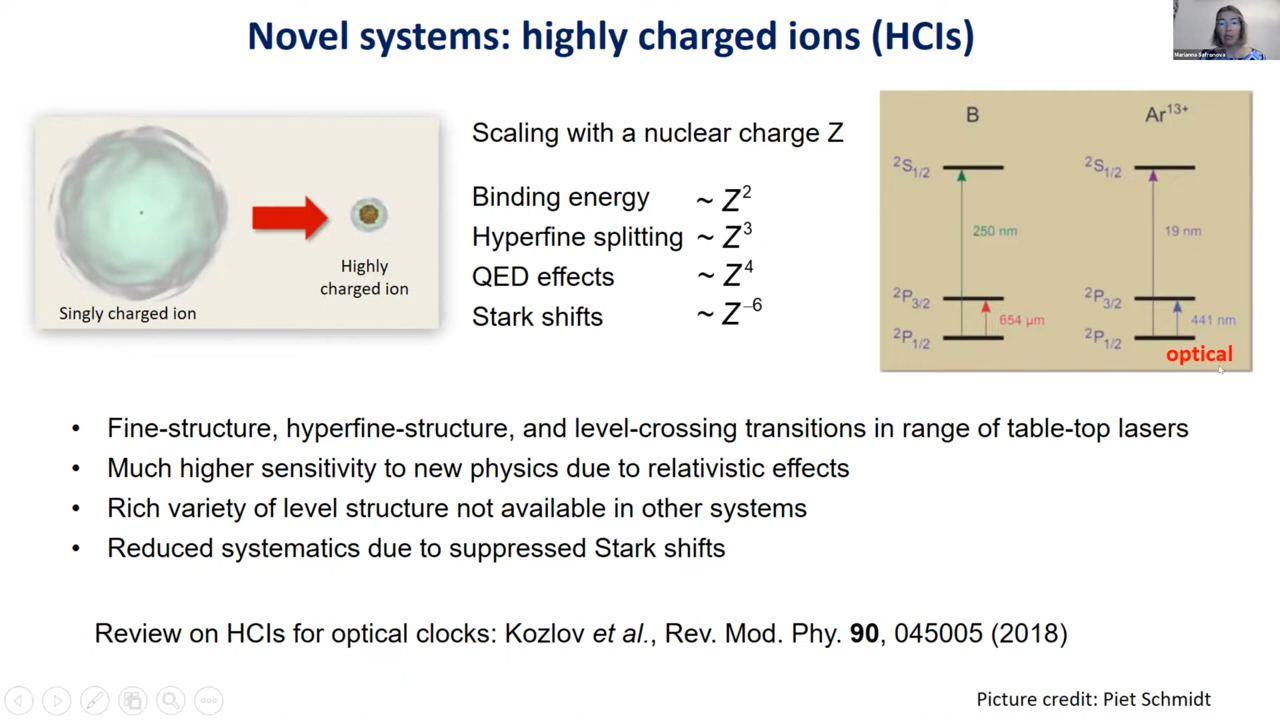 Novel systems: highly charged ions (HCIs)
Marianna Safronova
Singly charged ion
Highly
charged ion
Scaling with a nuclear charge Z
Binding energy ~ Z²
Hyperfine splitting ~ Z³
QED effects ~ Z⁴
Stark shifts ~ Z⁻⁶
B Ar¹³⁺
²S₁/₂ ²S₁/₂
250 nm 19 nm
²P₃/₂ ²P₃/₂
654 μm 441 nm
²P₁/₂ ²P₁/₂
optical
• Fine-structure, hyperfine-structure, and level-crossing transitions in range of table-top lasers
• Much higher sensitivity to new physics due to relativistic effects
• Rich variety of level structure not available in other systems
• Reduced systematics due to suppressed Stark shifts
Review on HCIs for optical clocks: Kozlov et al., Rev. Mod. Phy. 90, 045005 (2018)
Picture credit: Piet Schmidt